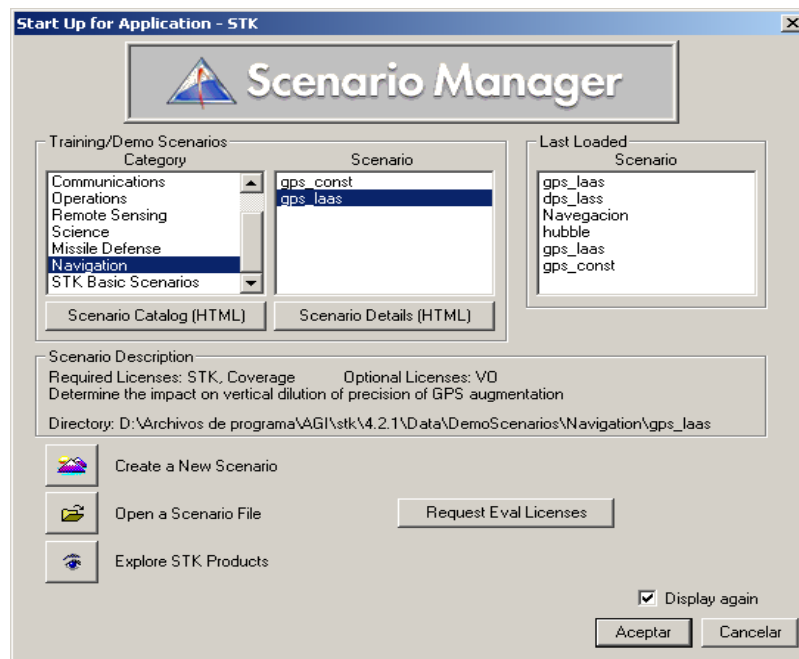 Start Up for Application - STK
Scenario Manager
Training/Demo Scenarios
Category
Communications
Operations
Remote Sensing
Science
Missile Defense
Navigation
STK Basic Scenarios
Scenario Catalog (HTML)
Scenario
gps_const
gps_laas
Scenario Details (HTML)
Last Loaded
Scenario
gps_laas
dps_lass
Navegacion
hubble
gps_laas
gps_const
Scenario Description
Required Licenses: STK, Coverage Optional Licenses: VO
Determine the impact on vertical dilution of precision of GPS augmentation
Directory: D:\Archivos de programa\AGI\stk\4.2.1\Data\DemoScenarios\Navigation\gps_laas
Create a New Scenario
Open a Scenario File
Request Eval Licenses
Explore STK Products
Display again
Aceptar
Cancelar